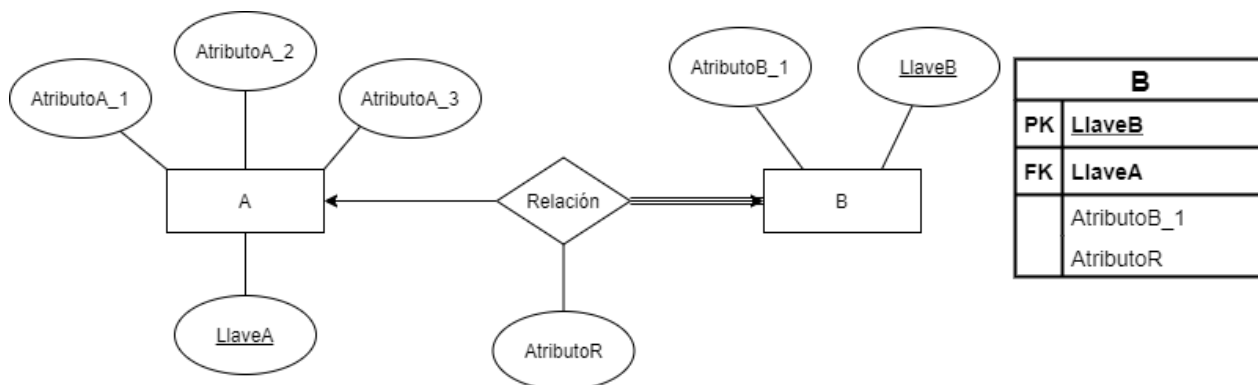 AtributoA_2
AtributoA_1
AtributoA_3
A
LlaveA
Relación
AtributoR
AtributoB_1
LlaveB
B
B
PK LlaveB
FK LlaveA
AtributoB_1
AtributoR